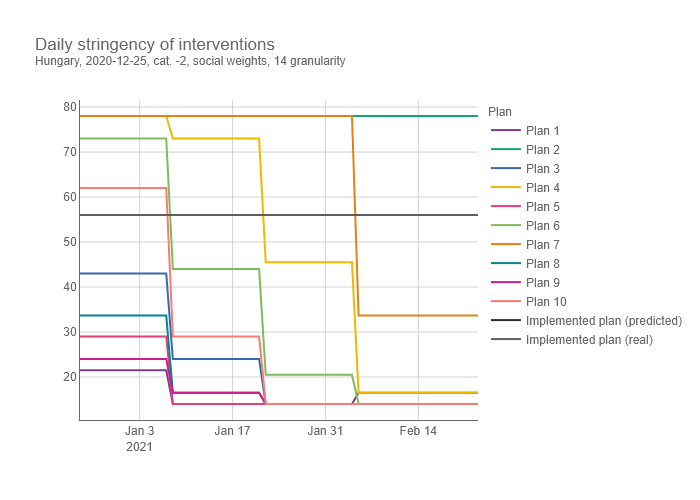 Daily stringency of interventions
Hungary, 2020-12-25, cat. -2, social weights, 14 granularity
80
70
60
50
40
30
20
Jan 3
2021
Jan 17
Jan 31
Feb 14
Plan
Plan 1
Plan 2
Plan 3
Plan 4
Plan 5
Plan 6
Plan 7
Plan 8
Plan 9
Plan 10
Implemented plan (predicted)
Implemented plan (real)